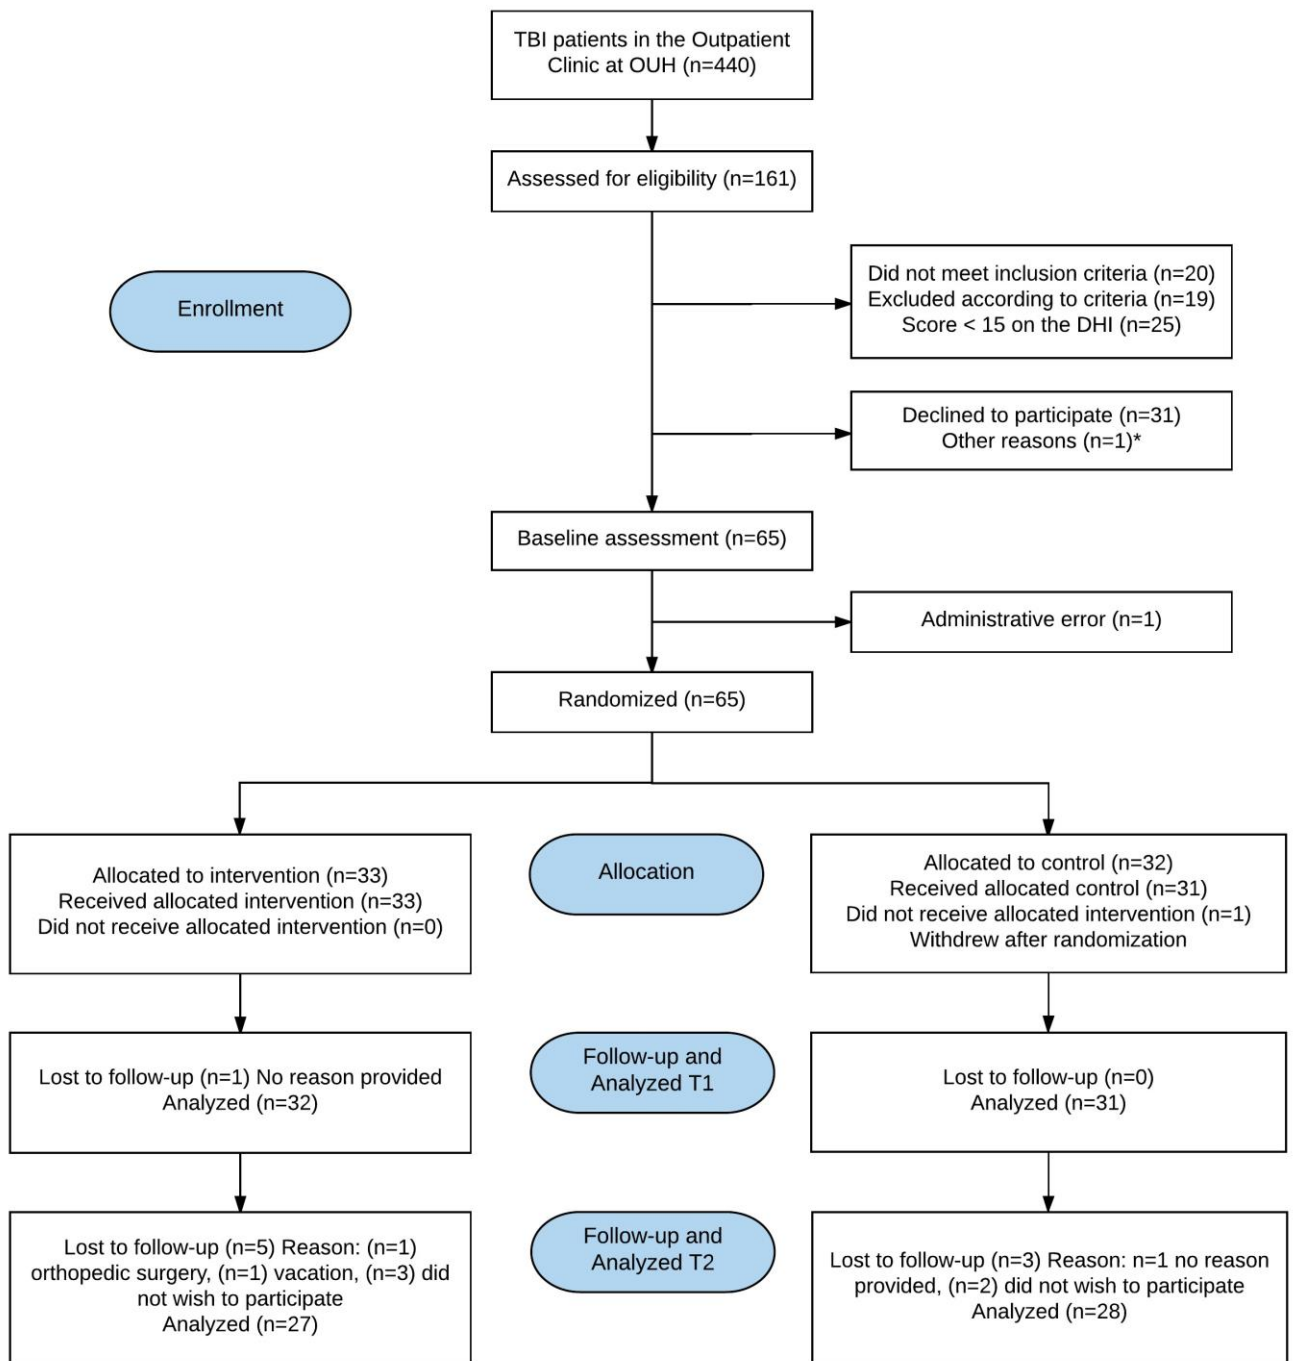 TBI patients in the Outpatient
Clinic at OUH (n=440)
Assessed for eligibility (n=161)
Enrollment
Did not meet inclusion criteria (n=20)
Excluded according to criteria (n=19)
Score < 15 on the DHI (n=25)
Declined to participate (n=31)
Other reasons (n=1)*
Baseline assessment (n=65)
Administrative error (n=1)
Randomized (n=65)
Allocated to intervention (n=33)
Received allocated intervention (n=33)
Did not receive allocated intervention (n=0)
Allocation
Allocated to control (n=32)
Received allocated control (n=31)
Did not receive allocated intervention (n=1)
Withdrew after randomization
Lost to follow-up (n=1) No reason provided
Analyzed (n=32)
Follow-up and
Analyzed T1
Lost to follow-up (n=0)
Analyzed (n=31)
Lost to follow-up (n=5) Reason: (n=1)
orthopedic surgery, (n=1) vacation, (n=3) did
not wish to participate
Analyzed (n=27)
Follow-up and
Analyzed T2
Lost to follow-up (n=3) Reason: n=1 no reason
provided, (n=2) did not wish to participate
Analyzed (n=28)